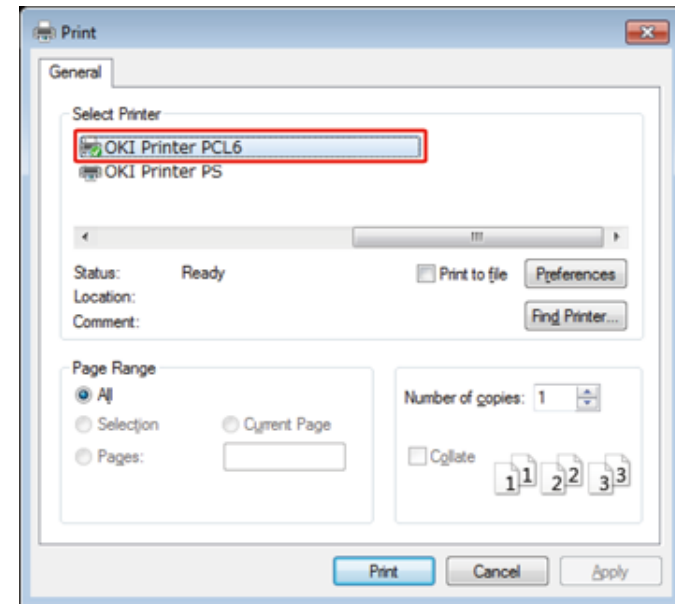 Print
General
Select Printer
OKI Printer PCL6
OKI Printer PS
Status: Ready
Print to file
Preferences
Location:
Comment:
Find Printer...
Page Range
All
Selection
Current Page
Pages:
Number of copies: 1
Collate
1 1 2 2 3 3
Print
Cancel
Apply